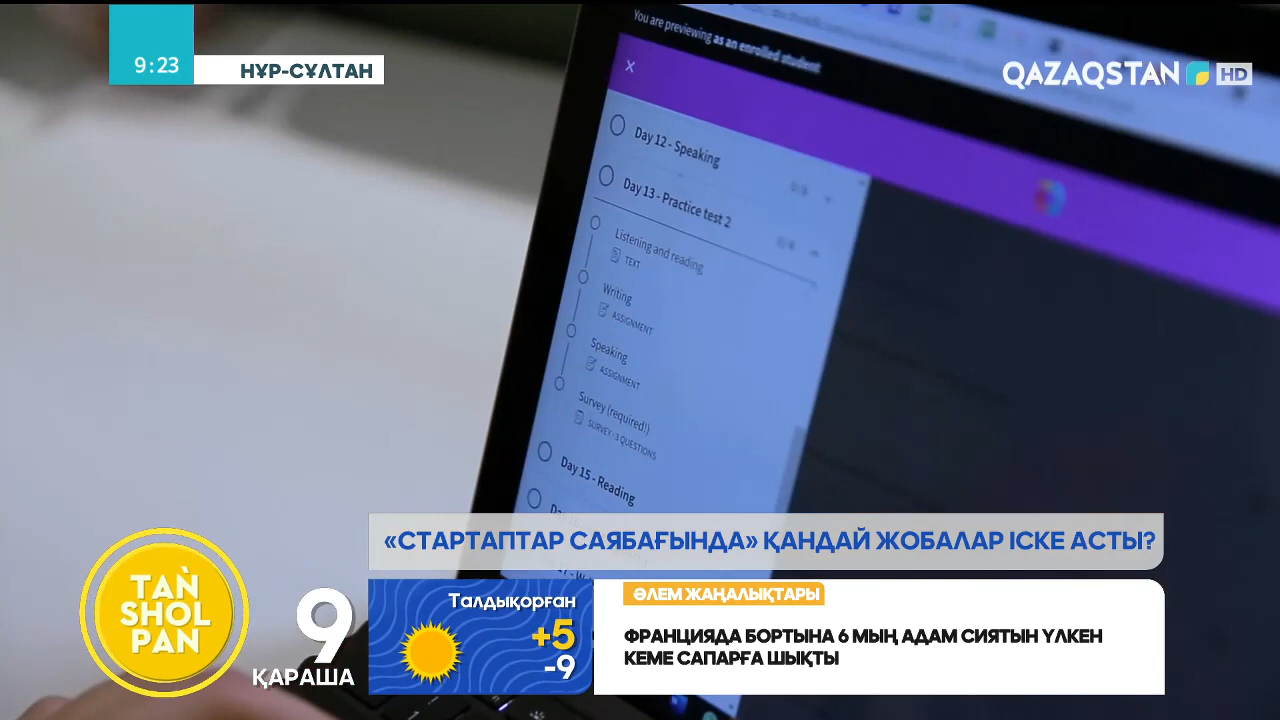 9:23
НҰР-СҰЛТАН
QAZAQSTAN HD
You are previewing as an enrolled student
Day 12 - Speaking
Day 13 - Practice test 2
Listening and reading
TEXT
Writing
ASSIGNMENT
Speaking
ASSIGNMENT
Survey (required!)
SURVEY - 3 QUESTIONS
Day 15 - Reading
«СТАРТАПТАР САЯБАҒЫНДА» ҚАНДАЙ ЖОБАЛАР ІСКЕ АСТЫ?
TAŃ
SHOL
PAN
9
ҚАРАША
Талдықорған
+5
-9
ӘЛЕМ ЖАҢАЛЫҚТАРЫ
ФРАНЦИЯДА БОРТЫНА 6 МЫҢ АДАМ СИЯТЫН ҮЛКЕН
КЕМЕ САПАРҒА ШЫҚТЫ